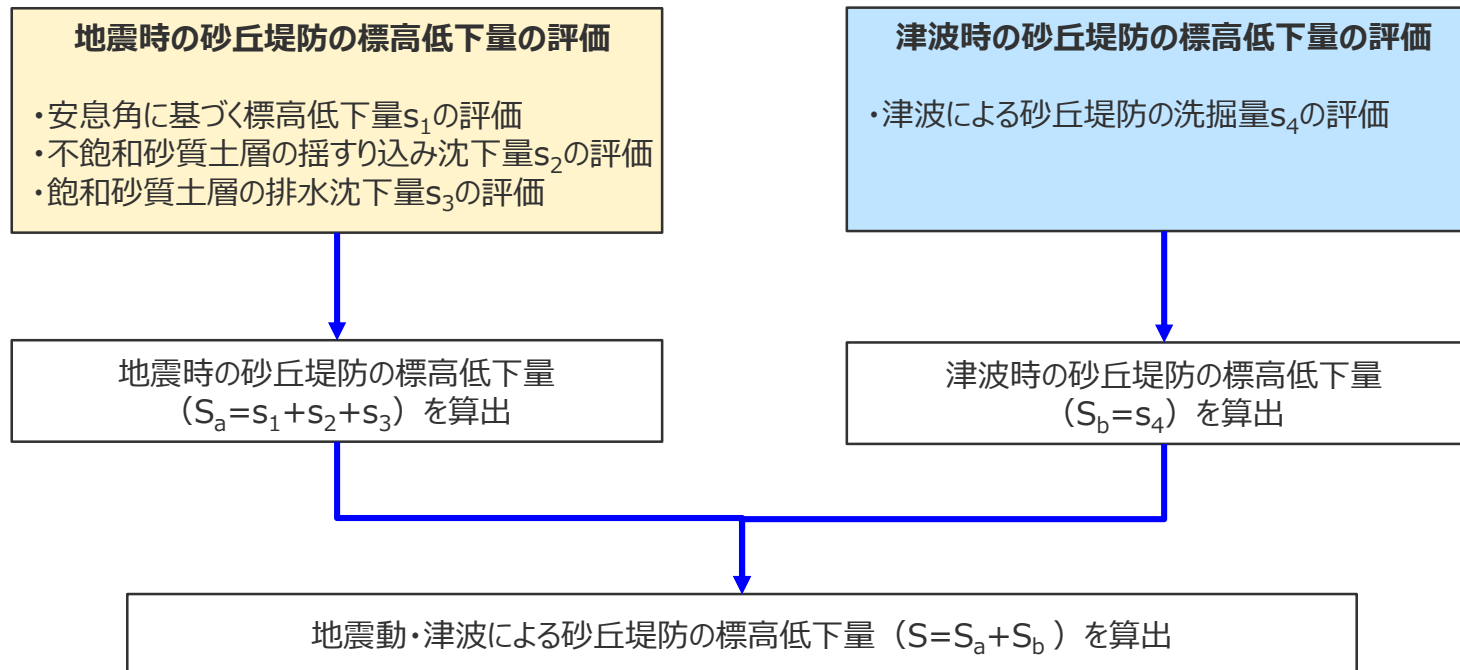 地震時の砂丘堤防の標高低下量の評価
・安息角に基づく標高低下量s₁の評価
・不飽和砂質土層の揺すり込み沈下量s₂の評価
・飽和砂質土層の排水沈下量s₃の評価
津波時の砂丘堤防の標高低下量の評価
・津波による砂丘堤防の洗掘量s₄の評価
地震時の砂丘堤防の標高低下量
（Sₐ=s₁+s₂+s₃）を算出
津波時の砂丘堤防の標高低下量
（S_b=s₄）を算出
地震動・津波による砂丘堤防の標高低下量（S=Sₐ+S_b ）を算出